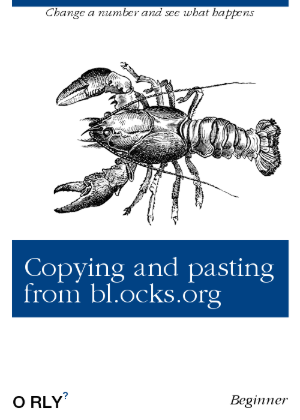 Change a number and see what happens
Copying and pasting
from bl.ocks.org
O RLY?
Beginner